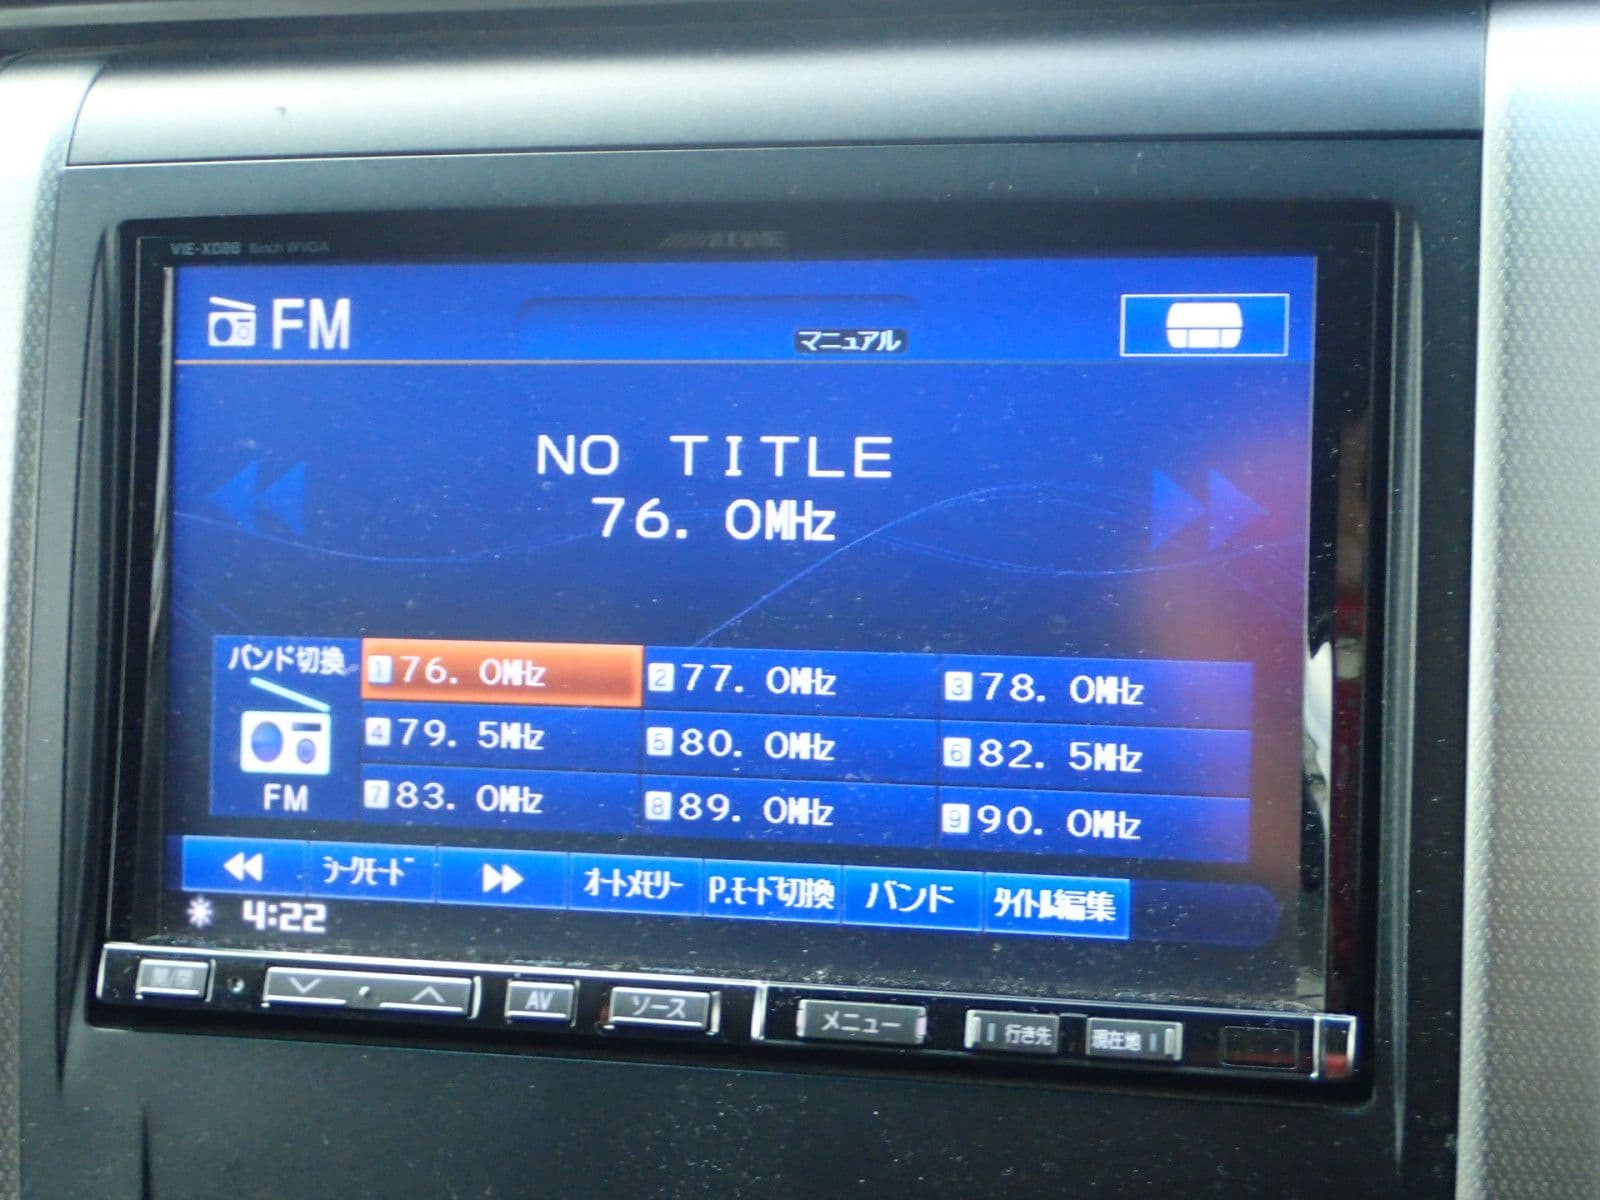 VIE-X088 8inch WVGA
ALPINE
FM
マニュアル
NO TITLE
76.0MHz
バンド切換
FM
1 76.0MHz
2 77.0MHz
3 78.0MHz
4 79.5MHz
5 80.0MHz
6 82.5MHz
7 83.0MHz
8 89.0MHz
9 90.0MHz
シークモード
オートメモリー
P.モード切換
バンド
タイトル編集
4:22
AV
ソース
メニュー
行き先
現在地